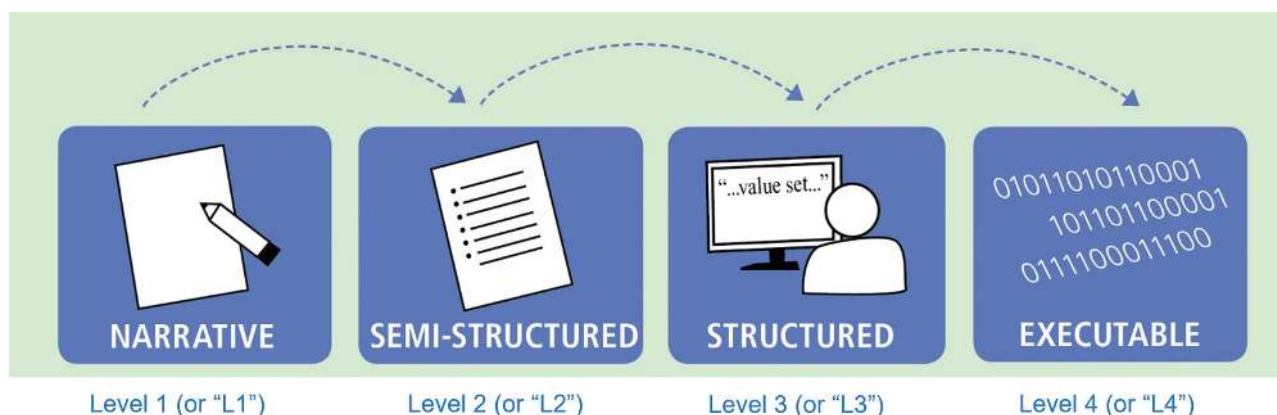 "...value set..."
01011010110001
101101100001
0111100011100
NARRATIVE
SEMI-STRUCTURED
STRUCTURED
EXECUTABLE
Level 1 (or "L1")
Level 2 (or "L2")
Level 3 (or "L3")
Level 4 (or "L4")